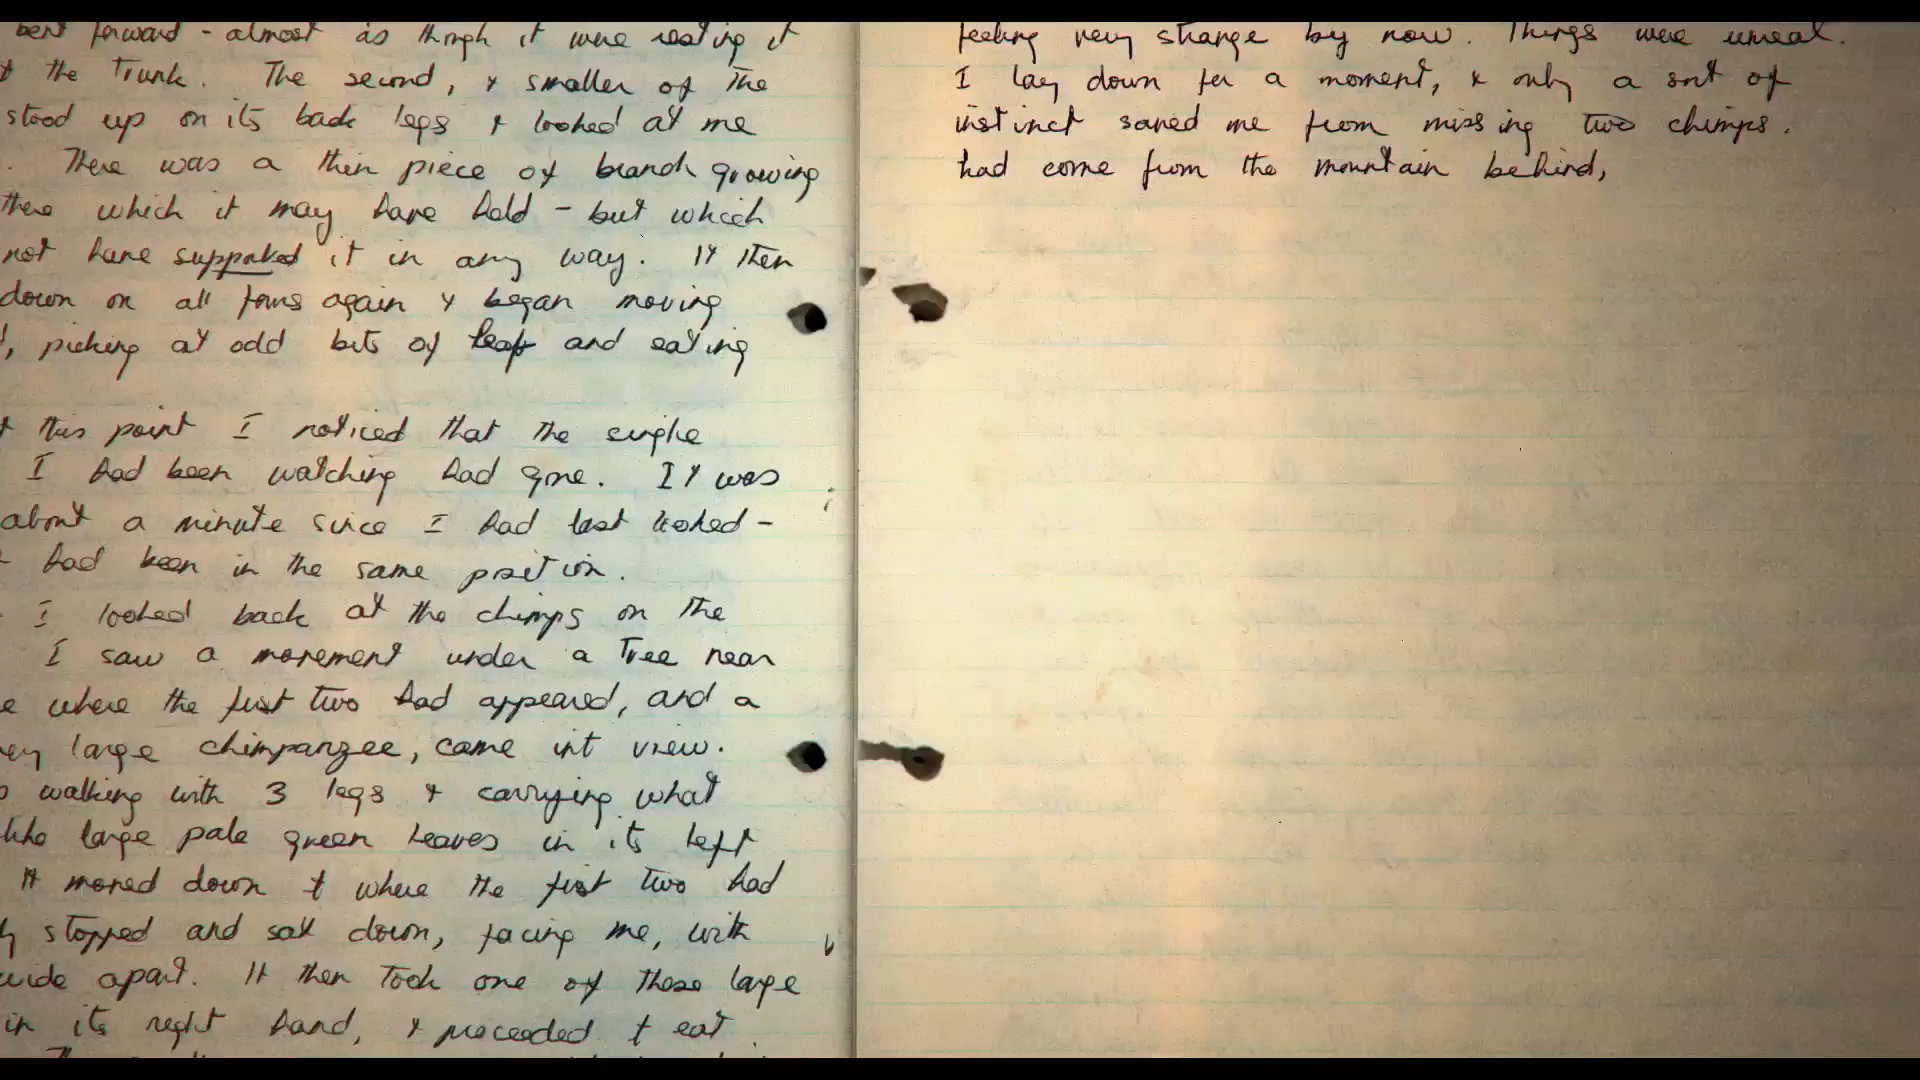 bent forward - almost as though it were resting it
the Trunk. The second, & smaller of The
stood up on its back legs & looked at me
. There was a thin piece of branch growing
there which it may have held - but which
not have supported it in any way. It then
down on all fours again & began moving
, picking at odd bits of leaf and eating
this point I noticed that the single
I had been watching had gone. It was
about a minute since I had last looked -
had been in the same position.
I looked back at the chimps on the
I saw a movement under a Tree near
e where the first two had appeared, and a
ery large chimpanzee, came int view.
walking with 3 legs & carrying what
like large pale green leaves in its left
It moved down t where the first two had
stopped and sat down, facing me, with
wide apart. It then Took one of these large
in its right hand, & proceeded t eat
feeling very strange by now. Things were unreal.
I lay down for a moment, & only a sort of
instinct saved me from missing two chimps.
had come from the mountain behind,